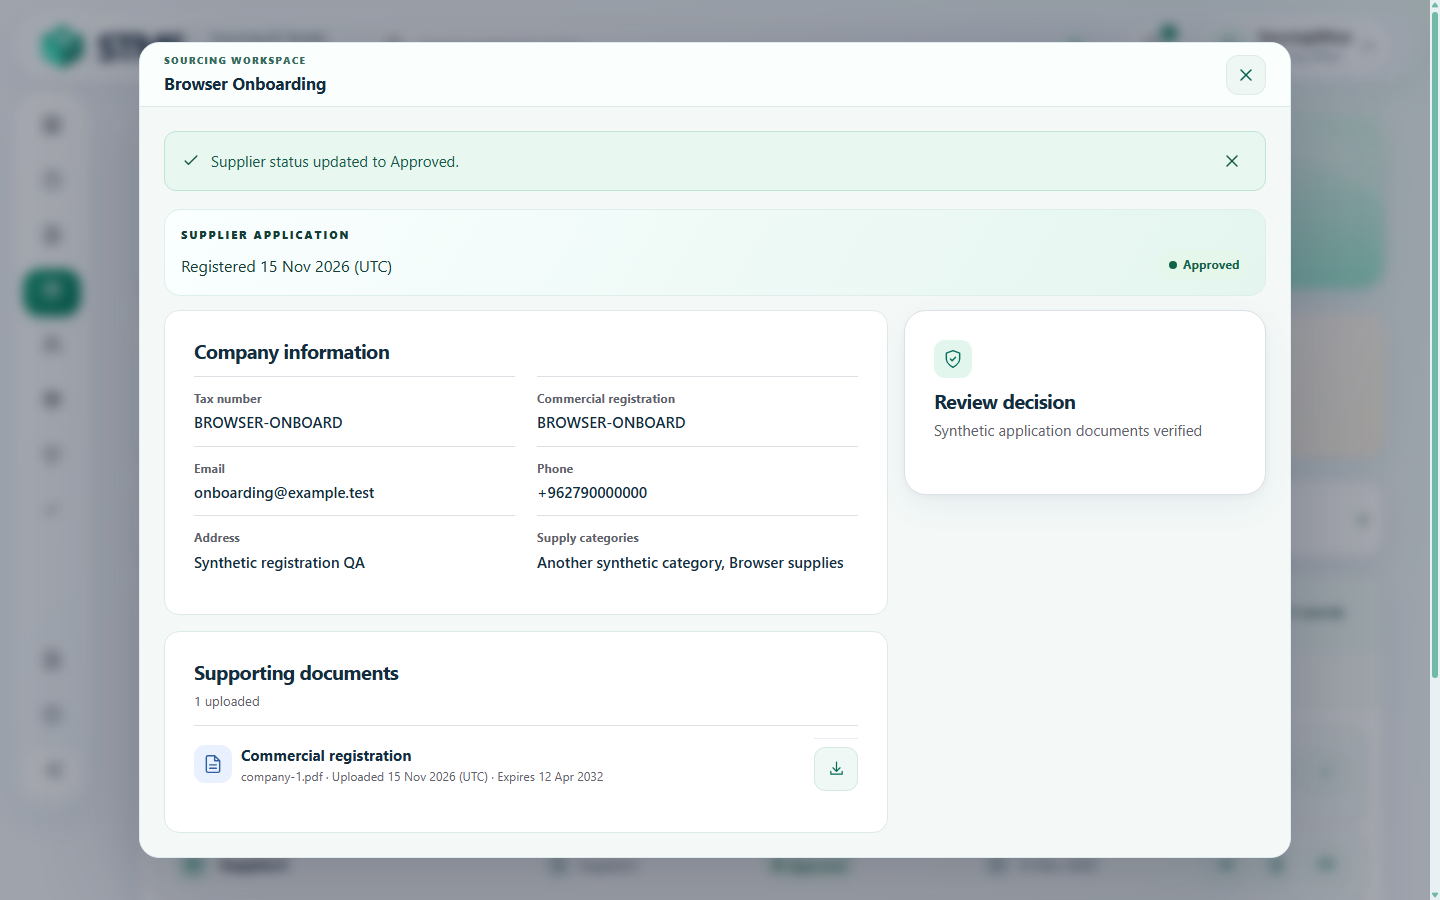 SOURCING WORKSPACE
Browser Onboarding
Supplier status updated to Approved.
SUPPLIER APPLICATION
Registered 15 Nov 2026 (UTC)
Approved
Company information
Tax number
BROWSER-ONBOARD
Commercial registration
BROWSER-ONBOARD
Email
onboarding@example.test
Phone
+962790000000
Address
Synthetic registration QA
Supply categories
Another synthetic category, Browser supplies
Review decision
Synthetic application documents verified
Supporting documents
1 uploaded
Commercial registration
company-1.pdf · Uploaded 15 Nov 2026 (UTC) · Expires 12 Apr 2032